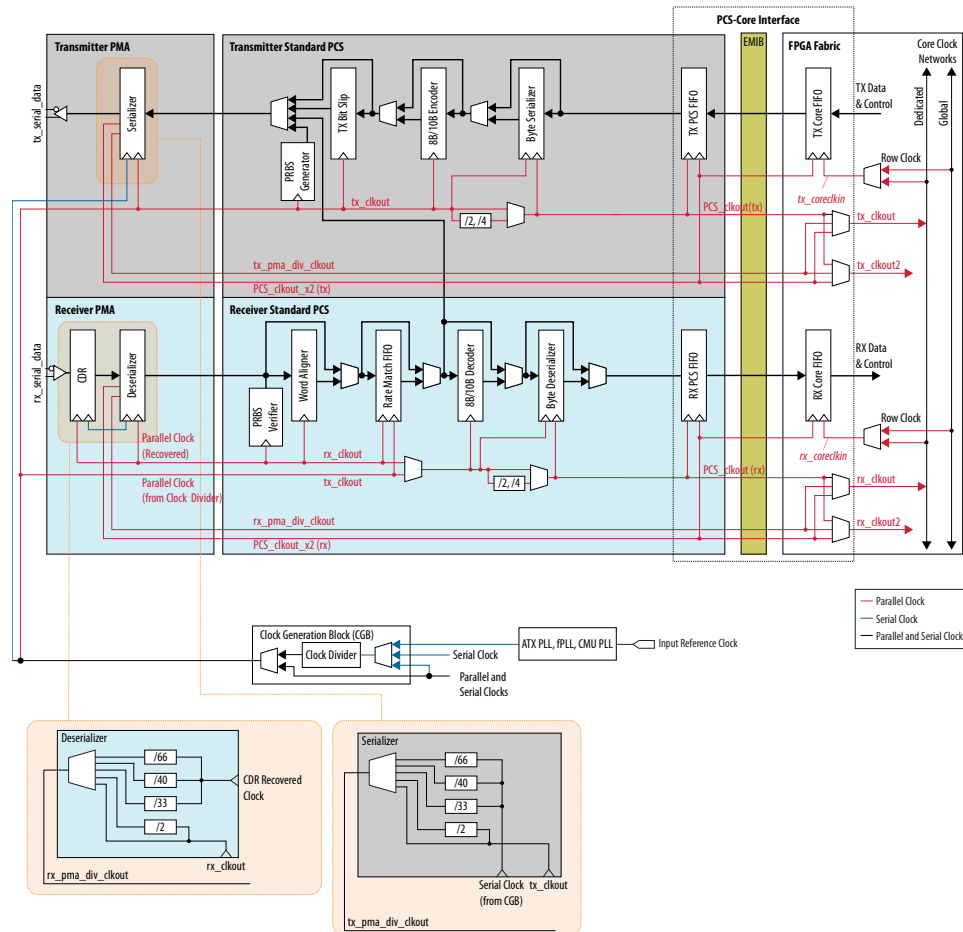 PCS-Core Interface
Transmitter PMA
Transmitter Standard PCS
EMIB
FPGA Fabric
Core Clock
Networks
Dedicated
Global
tx_serial_data
Serializer
PRBS
Generator
TX Bit Slip
8B/10B Encoder
Byte Serializer
TX PCS FIFO
TX Core FIFO
TX Data
& Control
Row Clock
tx_coreclkin
tx_clkout
/2, /4
PCS_clkout(tx)
tx_clkout
tx_pma_div_clkout
tx_clkout2
PCS_clkout_x2 (tx)
Receiver PMA
Receiver Standard PCS
rx_serial_data
CDR
Deserializer
PRBS
Verifier
Word Aligner
Rate Match FIFO
8B/10B Decoder
Byte Deserializer
RX PCS FIFO
RX Core FIFO
RX Data
& Control
Row Clock
rx_coreclkin
Parallel Clock
(Recovered)
rx_clkout
Parallel Clock
(from Clock Divider)
tx_clkout
/2, /4
PCS_clkout (rx)
rx_clkout
rx_pma_div_clkout
rx_clkout2
PCS_clkout_x2 (rx)
Parallel Clock
Serial Clock
Parallel and Serial Clock
Clock Generation Block (CGB)
Clock Divider
Serial Clock
Parallel and
Serial Clocks
ATX PLL, fPLL, CMU PLL
Input Reference Clock
Deserializer
/66
/40
/33
/2
CDR Recovered
Clock
rx_clkout
rx_pma_div_clkout
Serializer
/66
/40
/33
/2
Serial Clock
(from CGB)
tx_clkout
tx_pma_div_clkout